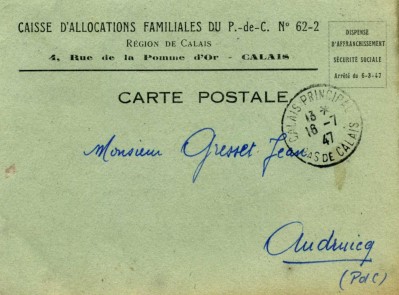 CAISSE D'ALLOCATIONS FAMILIALES DU P.-DE-C. N° 62-2
RÉGION DE CALAIS
4, Rue de la Pomme d'Or - CALAIS
DISPENSE
D'AFFRANCHISSEMENT
SÉCURITÉ SOCIALE
Arrêté du 6-3-47
CARTE POSTALE
CALAIS PRINCIPAL
13 *
16 -7
47
PAS DE CALAIS
Monsieur Gresset Jean
Audruicq
(PdC)